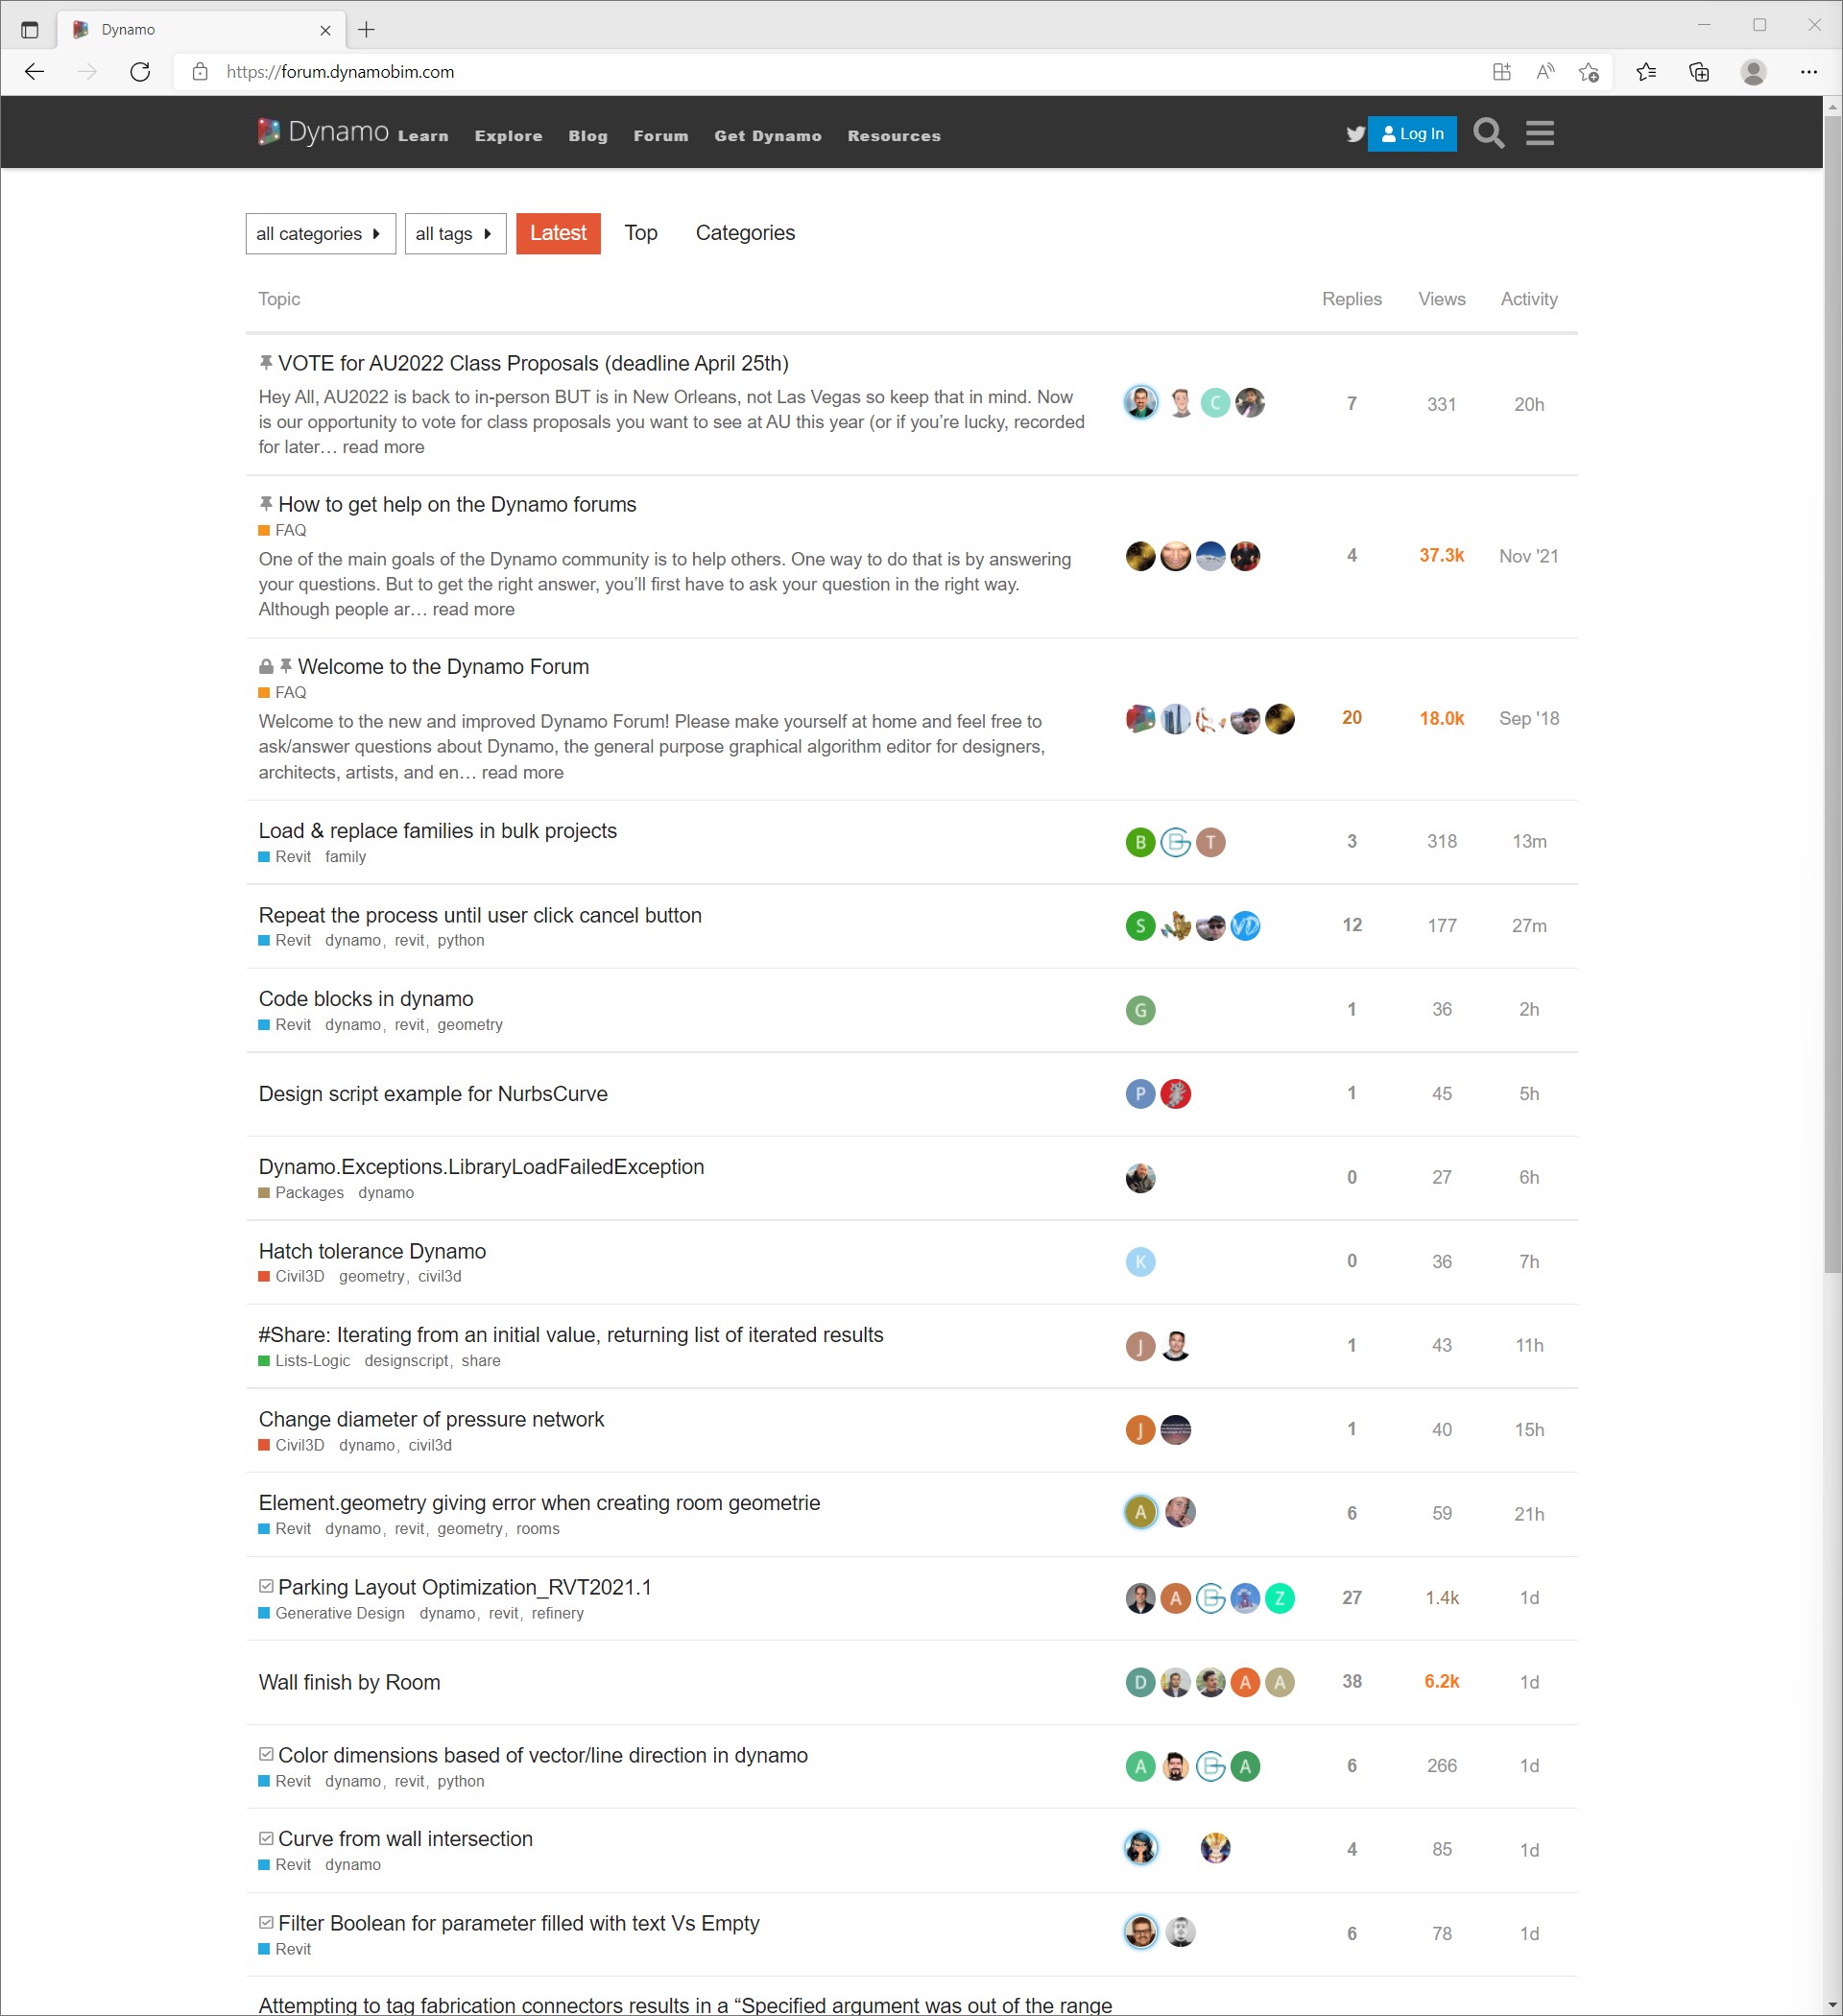 Dynamo
https://forum.dynamobim.com
Dynamo Learn Explore Blog Forum Get Dynamo Resources Log In
all categories all tags Latest Top Categories
Topic Replies Views Activity
VOTE for AU2022 Class Proposals (deadline April 25th)
Hey All, AU2022 is back to in-person BUT is in New Orleans, not Las Vegas so keep that in mind. Now
is our opportunity to vote for class proposals you want to see at AU this year (or if you’re lucky, recorded
for later… read more
C 7 331 20h
How to get help on the Dynamo forums
FAQ
One of the main goals of the Dynamo community is to help others. One way to do that is by answering
your questions. But to get the right answer, you’ll first have to ask your question in the right way.
Although people ar… read more
4 37.3k Nov '21
Welcome to the Dynamo Forum
FAQ
Welcome to the new and improved Dynamo Forum! Please make yourself at home and feel free to
ask/answer questions about Dynamo, the general purpose graphical algorithm editor for designers,
architects, artists, and en… read more
20 18.0k Sep '18
Load & replace families in bulk projects
Revit family
B T 3 318 13m
Repeat the process until user click cancel button
Revit dynamo, revit, python
S VD 12 177 27m
Code blocks in dynamo
Revit dynamo, revit, geometry
G 1 36 2h
Design script example for NurbsCurve
P 1 45 5h
Dynamo.Exceptions.LibraryLoadFailedException
Packages dynamo
0 27 6h
Hatch tolerance Dynamo
Civil3D geometry, civil3d
K 0 36 7h
#Share: Iterating from an initial value, returning list of iterated results
Lists-Logic designscript, share
J 1 43 11h
Change diameter of pressure network
Civil3D dynamo, civil3d
J 1 40 15h
Element.geometry giving error when creating room geometrie
Revit dynamo, revit, geometry, rooms
A 6 59 21h
Parking Layout Optimization_RVT2021.1
Generative Design dynamo, revit, refinery
A Z 27 1.4k 1d
Wall finish by Room
D A A 38 6.2k 1d
Color dimensions based of vector/line direction in dynamo
Revit dynamo, revit, python
A A 6 266 1d
Curve from wall intersection
Revit dynamo
4 85 1d
Filter Boolean for parameter filled with text Vs Empty
Revit
6 78 1d
Attempting to tag fabrication connectors results in a “Specified argument was out of the range